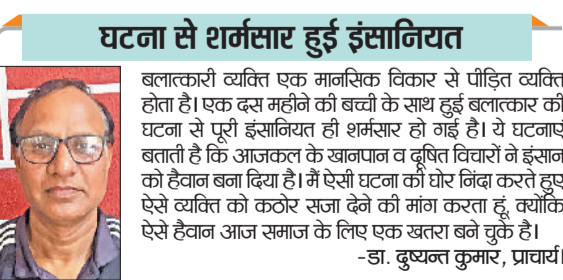 घटना से शर्मसार हुई इंसानियत
बलात्कारी व्यक्ति एक मानसिक विकार से पीड़ित व्यक्ति
होता है। एक दस महीने की बच्ची के साथ हुई बलात्कार की
घटना से पूरी इंसानियत ही शर्मसार हो गई है। ये घटनाएं
बताती है कि आजकल के खानपान व दूषित विचारों ने इंसान
को हैवान बना दिया है। मैं ऐसी घटना की घोर निंदा करते हुए
ऐसे व्यक्ति को कठोर सजा देने की मांग करता हूं, क्योंकि
ऐसे हैवान आज समाज के लिए एक खतरा बने चुके है।
-डा. दुष्यन्त कुमार, प्राचार्य।